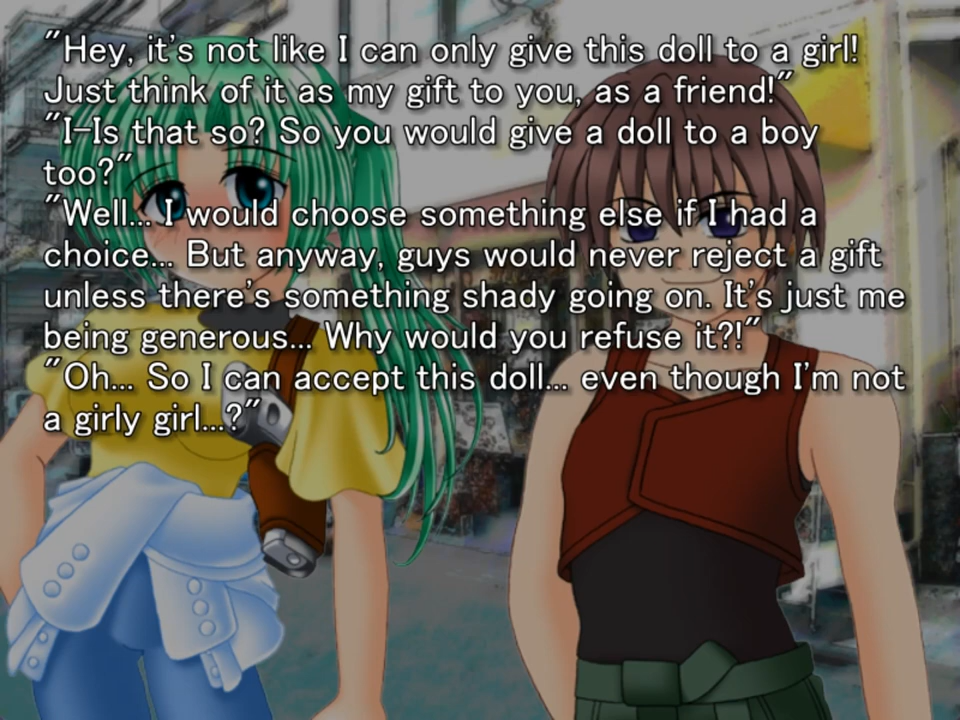 "Hey, it's not like I can only give this doll to a girl!
Just think of it as my gift to you, as a friend!"
"I-Is that so? So you would give a doll to a boy
too?"
"Well... I would choose something else if I had a
choice... But anyway, guys would never reject a gift
unless there's something shady going on. It's just me
being generous... Why would you refuse it?!"
"Oh... So I can accept this doll... even though I'm not
a girly girl...?"